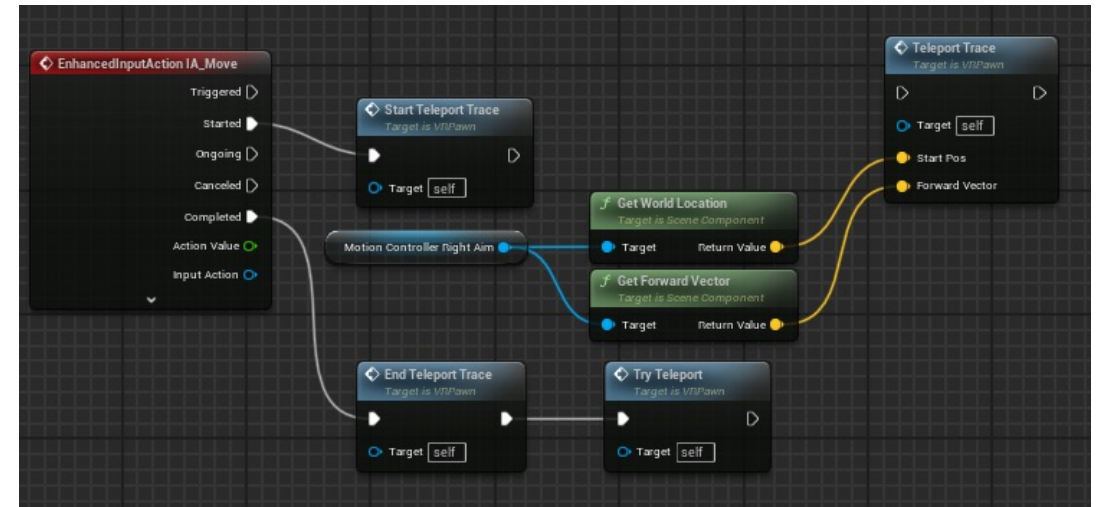 EnhancedInputAction IA_Move
Triggered
Started
Ongoing
Canceled
Completed
Action Value
Input Action
Start Teleport Trace
Target is VRPawn
Target self
Motion Controller Right Aim
Get World Location
Target is Scene Component
Target Return Value
Get Forward Vector
Target is Scene Component
Target Return Value
Teleport Trace
Target is VRPawn
Target self
Start Pos
Forward Vector
End Teleport Trace
Target is VRPawn
Target self
Try Teleport
Target is VRPawn
Target self